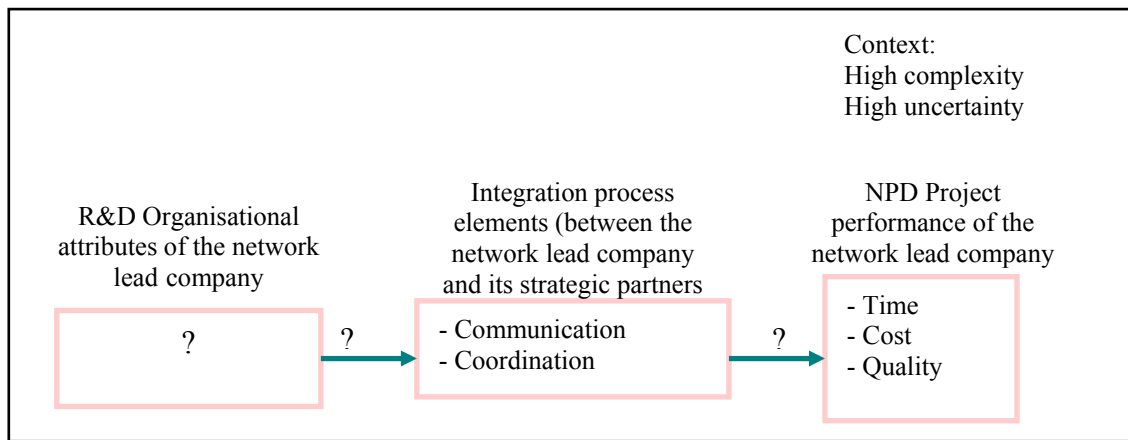 Context:
High complexity
High uncertainty
R&D Organisational
attributes of the network
lead company
?
?
Integration process
elements (between the
network lead company
and its strategic partners
- Communication
- Coordination
?
NPD Project
performance of the
network lead company
- Time
- Cost
- Quality